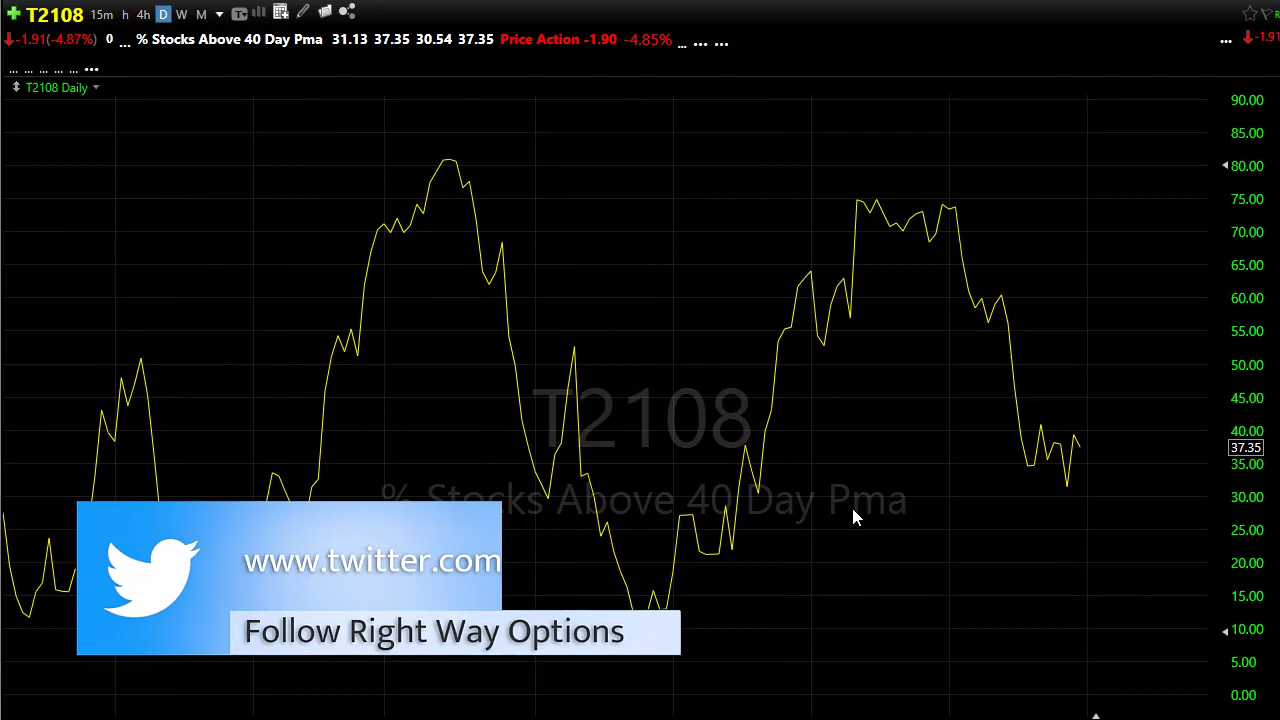 T2108 15m h 4h D W M T
-1.91(-4.87%) 0 ... % Stocks Above 40 Day Pma 31.13 37.35 30.54 37.35 Price Action -1.90 -4.85% ... ... ... ... -1.91
... ... ... ... ... ...
T2108 Daily
90.00
85.00
80.00
75.00
70.00
65.00
60.00
55.00
50.00
45.00
40.00
37.35
35.00
30.00
25.00
20.00
15.00
10.00
5.00
0.00
T2108
% Stocks Above 40 Day Pma
www.twitter.com
Follow Right Way Options